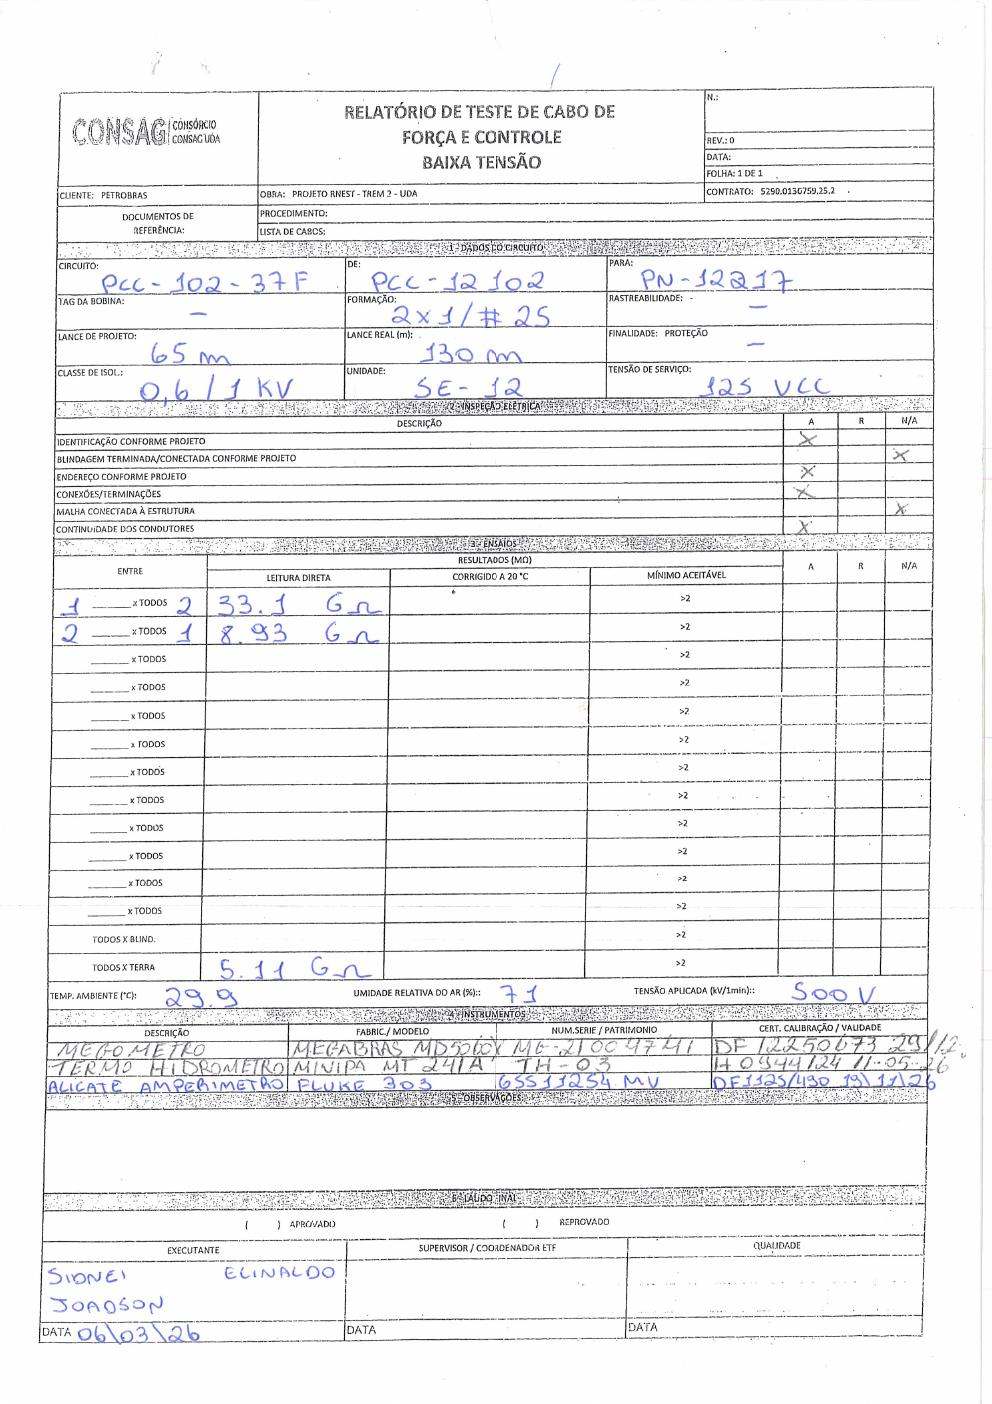 CONSAG CONSÓRCIO CONSAG UDA
RELATÓRIO DE TESTE DE CABO DE
FORÇA E CONTROLE
BAIXA TENSÃO
N.:
REV.: 0
DATA:
FOLHA: 1 DE 1
CLIENTE: PETROBRAS
OBRA: PROJETO RNEST - TREM 2 - UDA
CONTRATO: 5290.0130759.25.2
DOCUMENTOS DE REFERÊNCIA:
PROCEDIMENTO:
LISTA DE CABOS:
1 - DADOS DO CIRCUITO
CIRCUITO: PCC-102-37F
DE: PCC-12102
PARA: PN-12217
TAG DA BOBINA: —
FORMAÇÃO: 2x1/#25
RASTREABILIDADE: - —
LANCE DE PROJETO: 65 m
LANCE REAL (m): 130 m
FINALIDADE: PROTEÇÃO —
CLASSE DE ISOL.: 0,6/1 KV
UNIDADE: SE-12
TENSÃO DE SERVIÇO: 125 VCC
2 - INSPEÇÃO ELÉTRICA
DESCRIÇÃO A R N/A
IDENTIFICAÇÃO CONFORME PROJETO X
BLINDAGEM TERMINADA/CONECTADA CONFORME PROJETO X
ENDEREÇO CONFORME PROJETO X
CONEXÕES/TERMINAÇÕES X
MALHA CONECTADA À ESTRUTURA X
CONTINUIDADE DOS CONDUTORES X
3 - ENSAIOS
ENTRE RESULTADOS (MΩ) A R N/A
LEITURA DIRETA CORRIGIDO A 20 °C MÍNIMO ACEITÁVEL
1 x TODOS 2 33.1 GΩ >2
2 x TODOS 1 8.93 GΩ >2
x TODOS >2
x TODOS >2
x TODOS >2
x TODOS >2
x TODOS >2
x TODOS >2
x TODOS >2
x TODOS >2
x TODOS >2
x TODOS >2
TODOS X BLIND. >2
TODOS X TERRA 5.11 GΩ >2
TEMP. AMBIENTE (°C): 29.9 UMIDADE RELATIVA DO AR (%):: 71 TENSÃO APLICADA (kV/1min):: 500 V
4 - INSTRUMENTOS
DESCRIÇÃO FABRIC./ MODELO NUM.SERIE / PATRIMONIO CERT. CALIBRAÇÃO / VALIDADE
MEGOMETRO MEGABRAS MD5060X ME-21009741 DF12250673 29/12
TERMO HIDROMETRO MINIPA MT 241A TH-03 H0944/24 11-05-26
ALICATE AMPERIMETRO FLUKE 303 65511254 MV DF1125/430 19\11\26
5 - OBSERVAÇÕES
6 - LAUDO FINAL
( ) APROVADO ( ) REPROVADO
EXECUTANTE SUPERVISOR / COORDENADOR ETF QUALIDADE
SIDNEI ELINALDO
JOADSON
DATA 06\03\26 DATA DATA